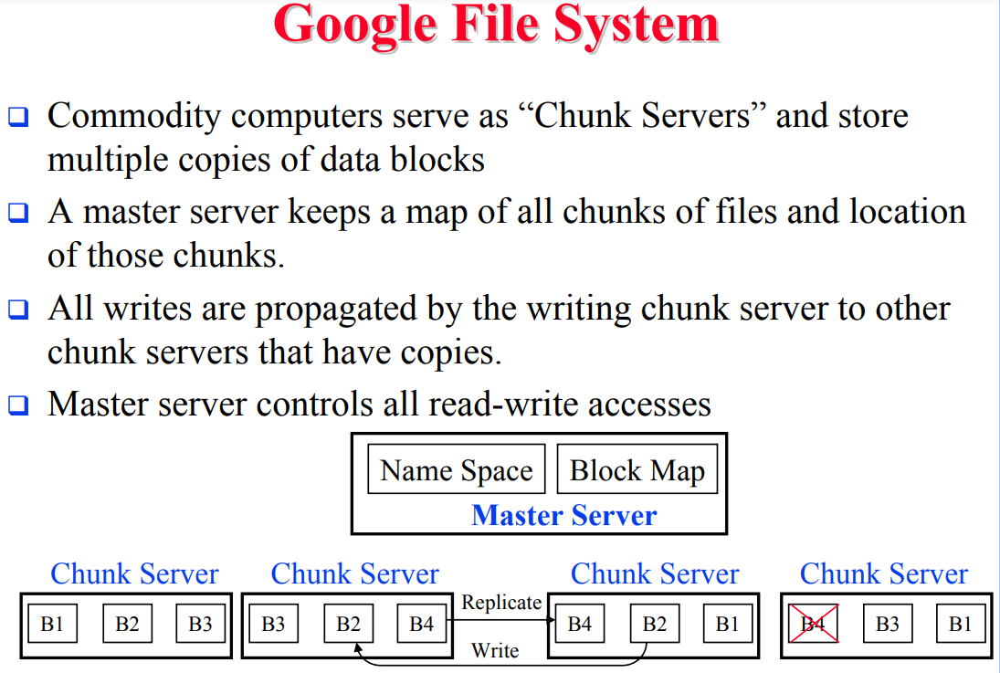 Google File System
Commodity computers serve as “Chunk Servers” and store
multiple copies of data blocks
A master server keeps a map of all chunks of files and location
of those chunks.
All writes are propagated by the writing chunk server to other
chunk servers that have copies.
Master server controls all read-write accesses
Name Space Block Map
Master Server
Chunk Server Chunk Server Chunk Server Chunk Server
B1 B2 B3 B3 B2 B4 Replicate B4 B2 B1 B4 B3 B1
Write